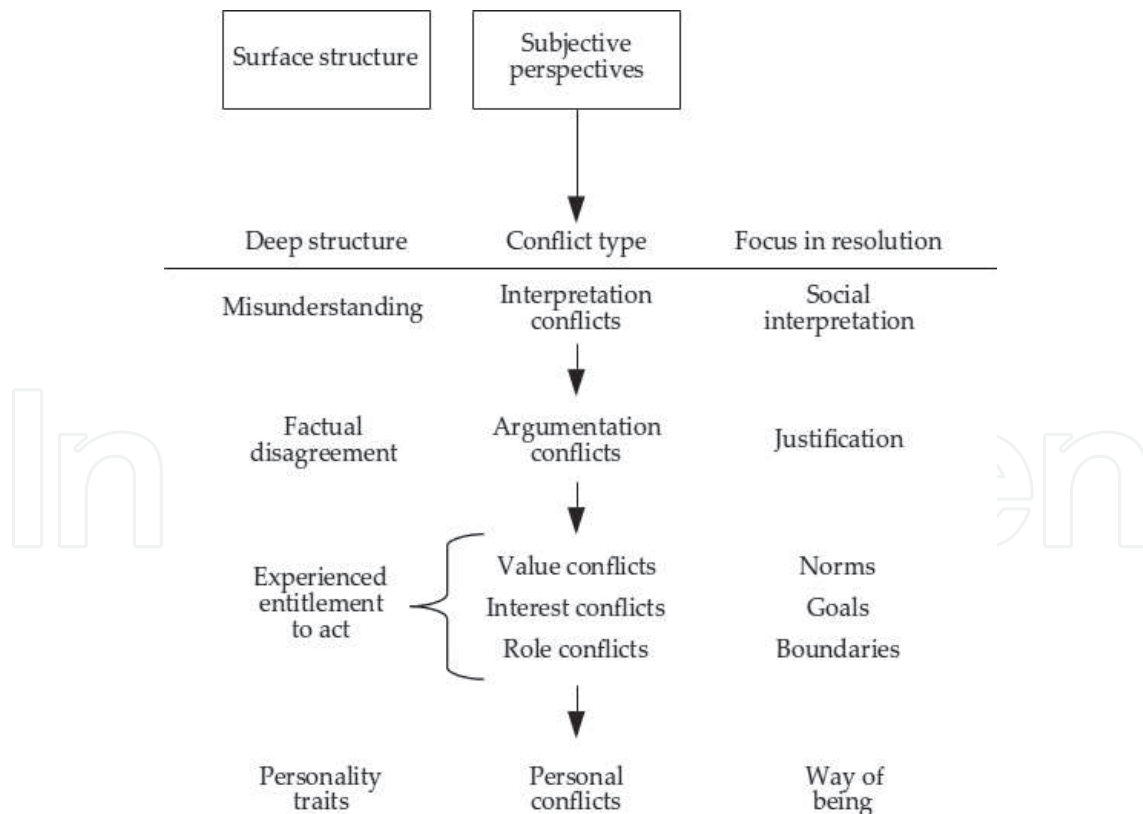 Surface structure
Subjective
perspectives
Deep structure
Conflict type
Focus in resolution
Misunderstanding
Interpretation
conflicts
Social
interpretation
Factual
disagreement
Argumentation
conflicts
Justification
Experienced
entitlement
to act
Value conflicts
Norms
Interest conflicts
Goals
Role conflicts
Boundaries
Personality
traits
Personal
conflicts
Way of
being
In
en